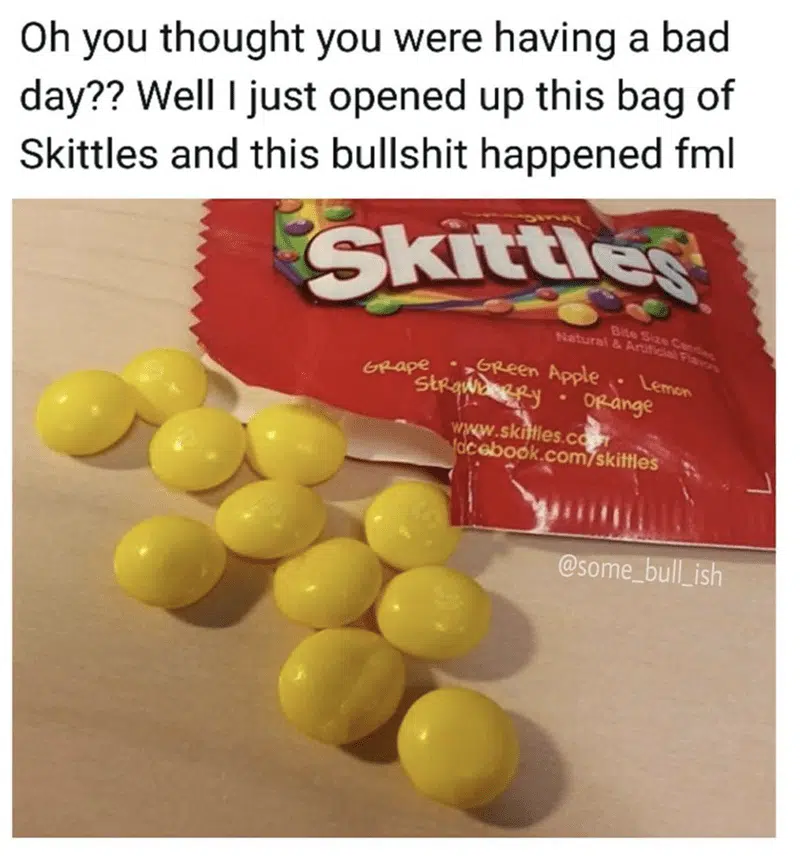 Oh you thought you were having a bad
day?? Well I just opened up this bag of
Skittles and this bullshit happened fml
Skittles
Bite Size Candies
Natural & Artificial Flavors
GRape • GReen Apple • Lemon
StRawbeRRy • ORange
www.skittles.com
facebook.com/skittles
@some_bull_ish